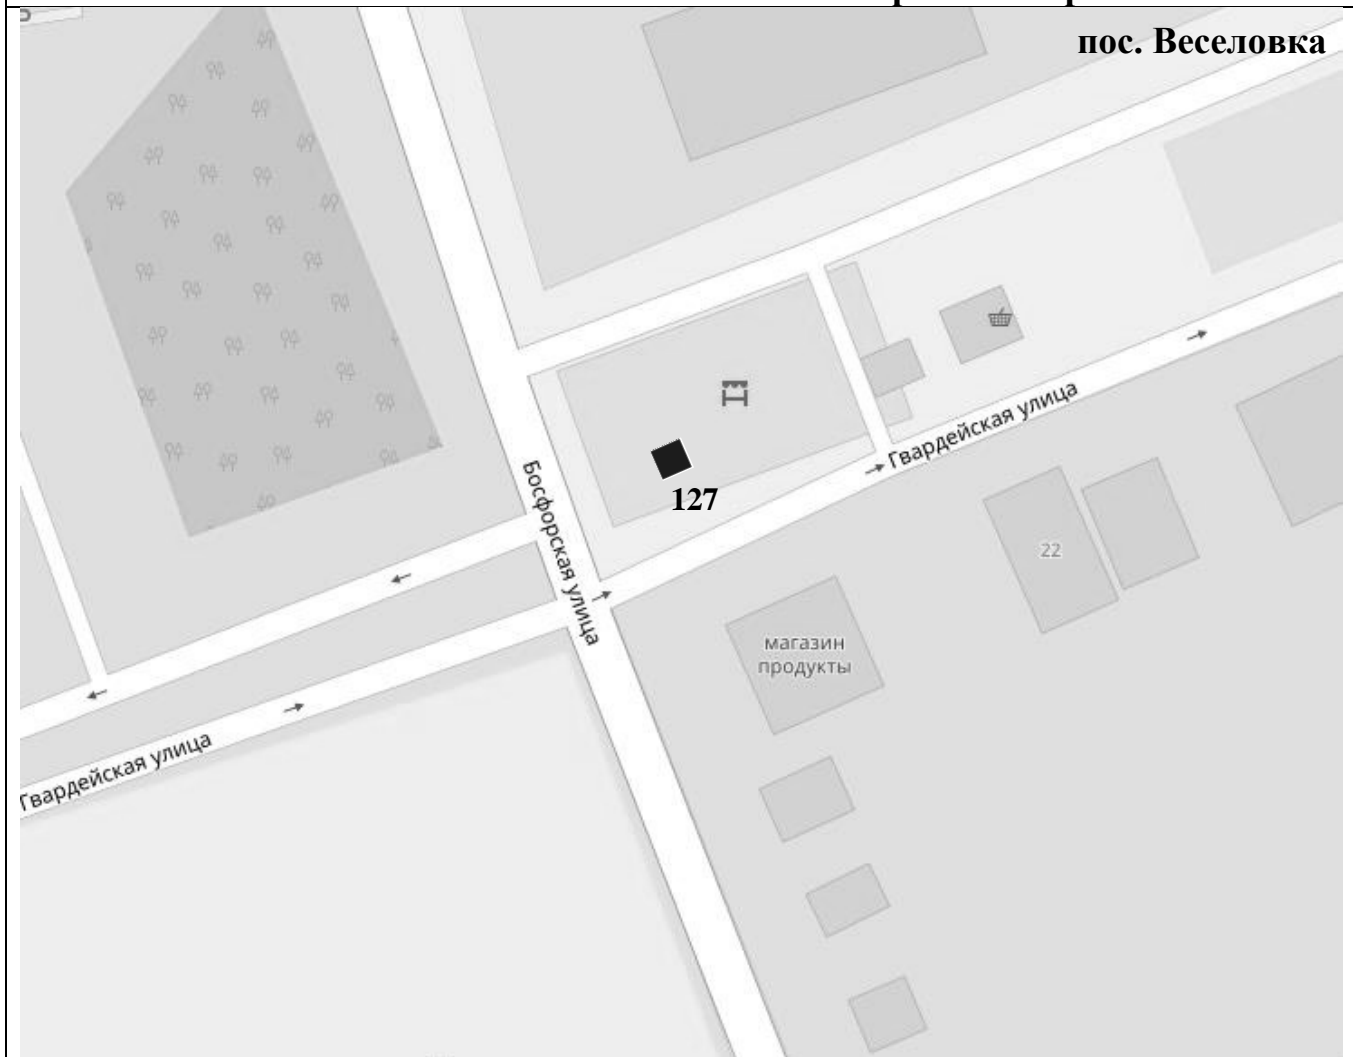 пос. Веселовка
Гвардейская улица
Босфорская улица
127
22
магазин
продукты
Гвардейская улица